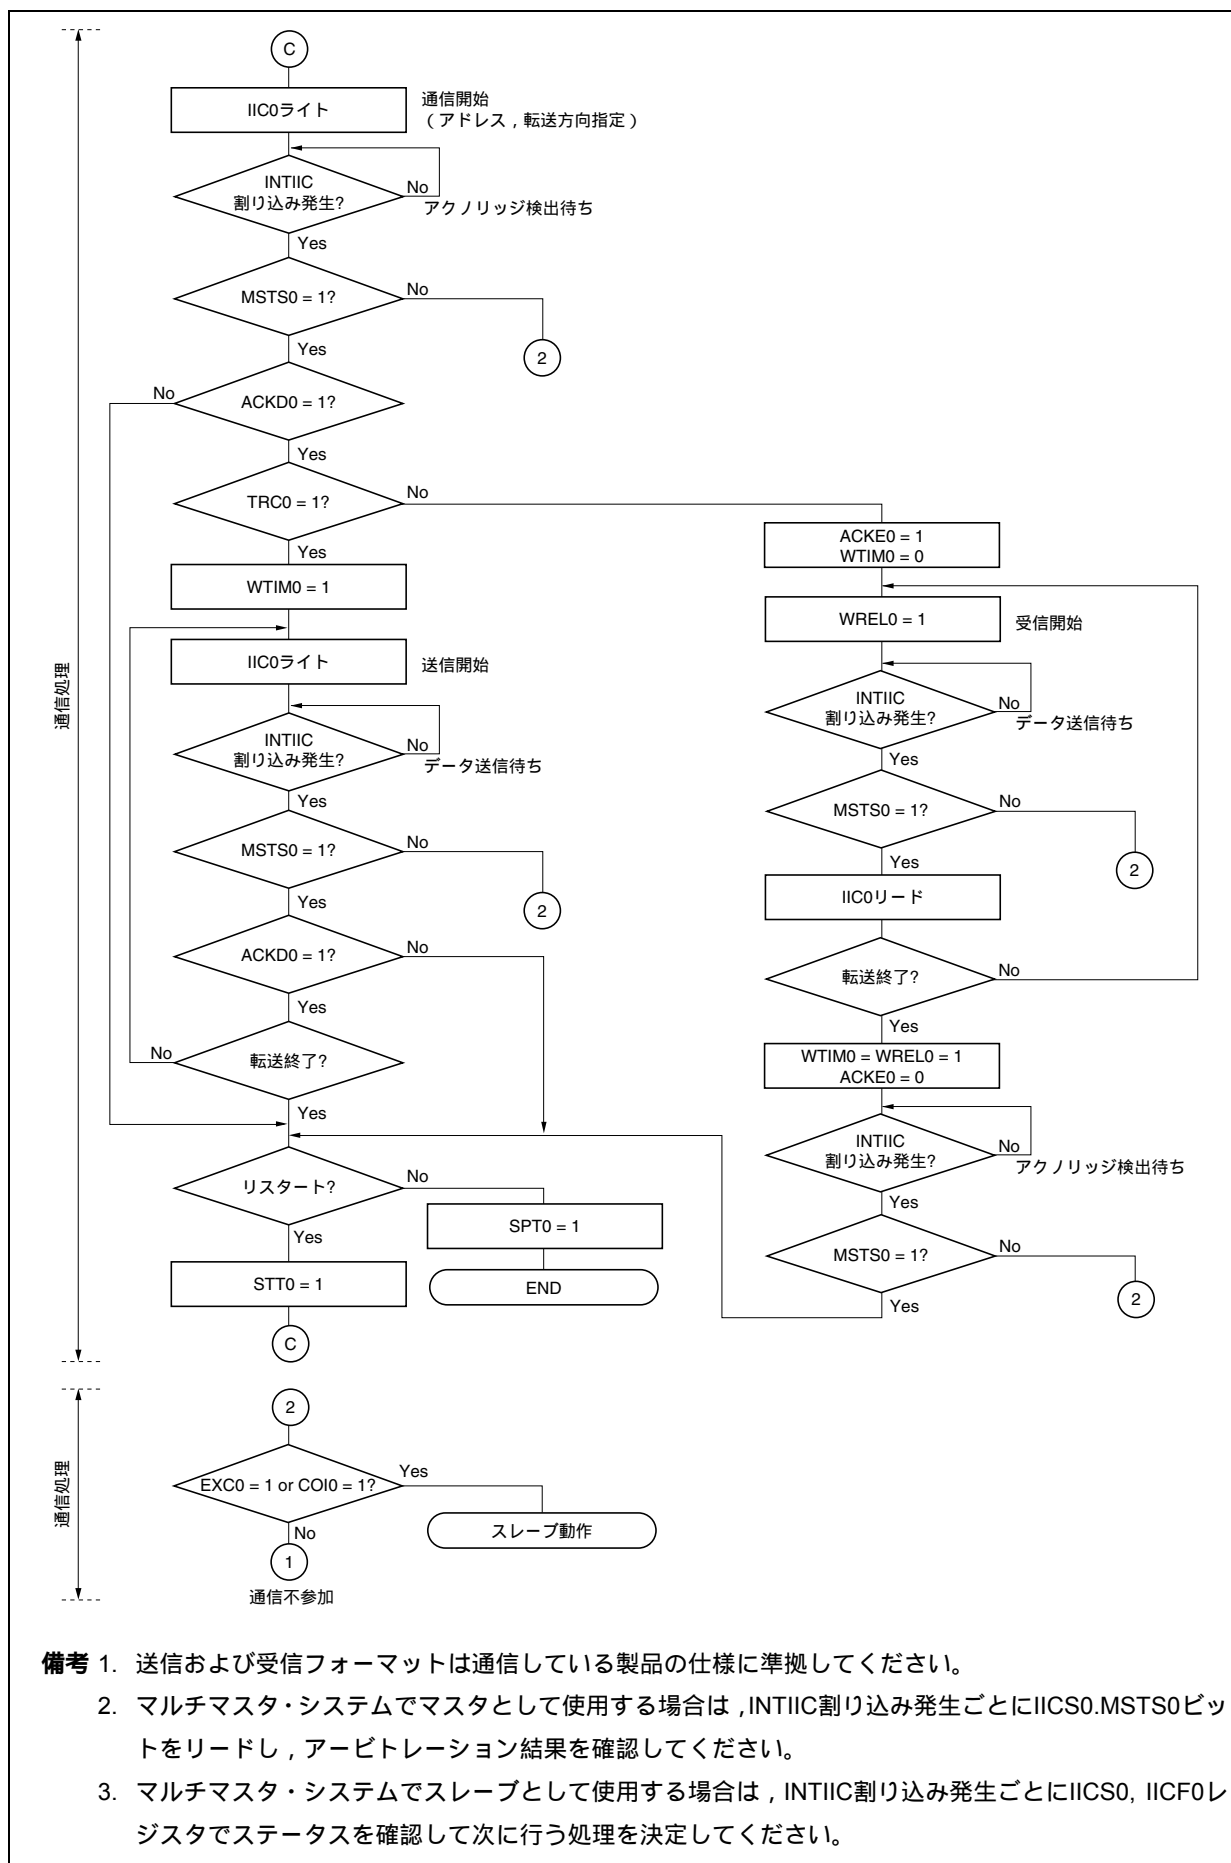 C
IIC0ライト
通信開始
（アドレス，転送方向指定）
INTIIC
割り込み発生?
No
アクノリッジ検出待ち
Yes
MSTS0 = 1?
No
2
Yes
ACKD0 = 1?
No
Yes
TRC0 = 1?
No
Yes
WTIM0 = 1
IIC0ライト
送信開始
INTIIC
割り込み発生?
No
データ送信待ち
Yes
MSTS0 = 1?
No
2
Yes
ACKD0 = 1?
No
Yes
転送終了?
No
Yes
リスタート?
No
SPT0 = 1
END
Yes
STT0 = 1
C
通信処理
ACKE0 = 1
WTIM0 = 0
WREL0 = 1
受信開始
INTIIC
割り込み発生?
No
データ送信待ち
Yes
MSTS0 = 1?
No
2
Yes
IIC0リード
転送終了?
No
Yes
WTIM0 = WREL0 = 1
ACKE0 = 0
INTIIC
割り込み発生?
No
アクノリッジ検出待ち
Yes
MSTS0 = 1?
No
2
Yes
通信処理
2
EXC0 = 1 or COI0 = 1?
Yes
スレーブ動作
No
1
通信不参加
備考 1. 送信および受信フォーマットは通信している製品の仕様に準拠してください。
2. マルチマスタ・システムでマスタとして使用する場合は，INTIIC割り込み発生ごとにIICS0.MSTS0ビッ
トをリードし，アービトレーション結果を確認してください。
3. マルチマスタ・システムでスレーブとして使用する場合は，INTIIC割り込み発生ごとにIICS0, IICF0レ
ジスタでステータスを確認して次に行う処理を決定してください。